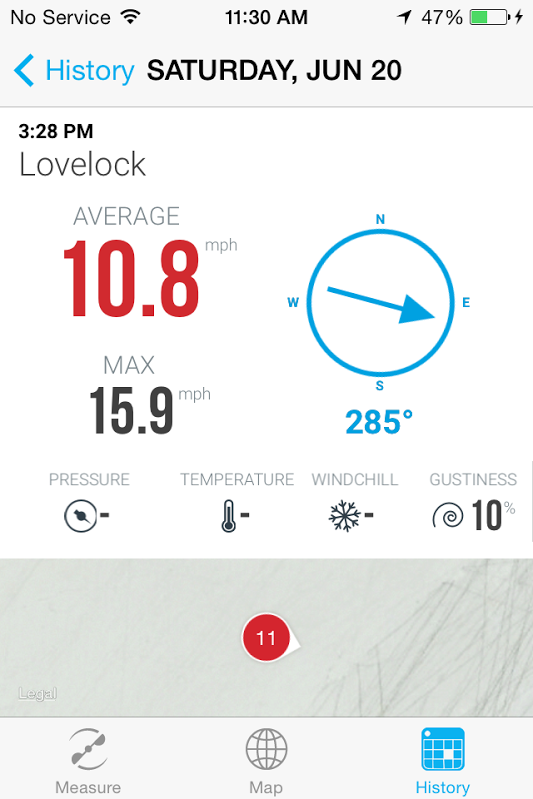 No Service 11:30 AM 47%
History SATURDAY, JUN 20
3:28 PM
Lovelock
AVERAGE
10.8 mph
MAX
15.9 mph
N
W E
S
285°
PRESSURE TEMPERATURE WINDCHILL GUSTINESS
- - - 10%
11
Legal
Measure Map History